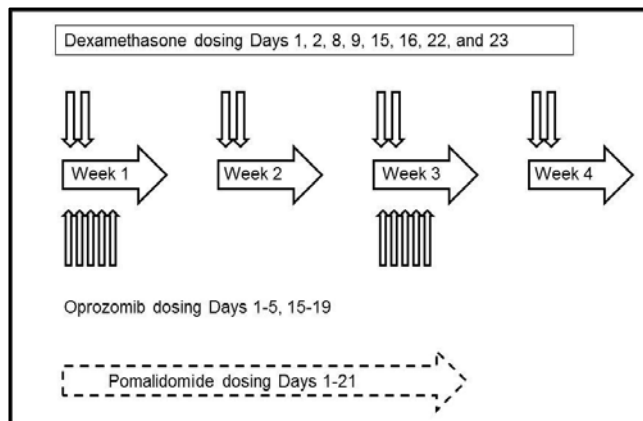 Dexamethasone dosing Days 1, 2, 8, 9, 15, 16, 22, and 23
Week 1
Week 2
Week 3
Week 4
Oprozomib dosing Days 1-5, 15-19
Pomalidomide dosing Days 1-21